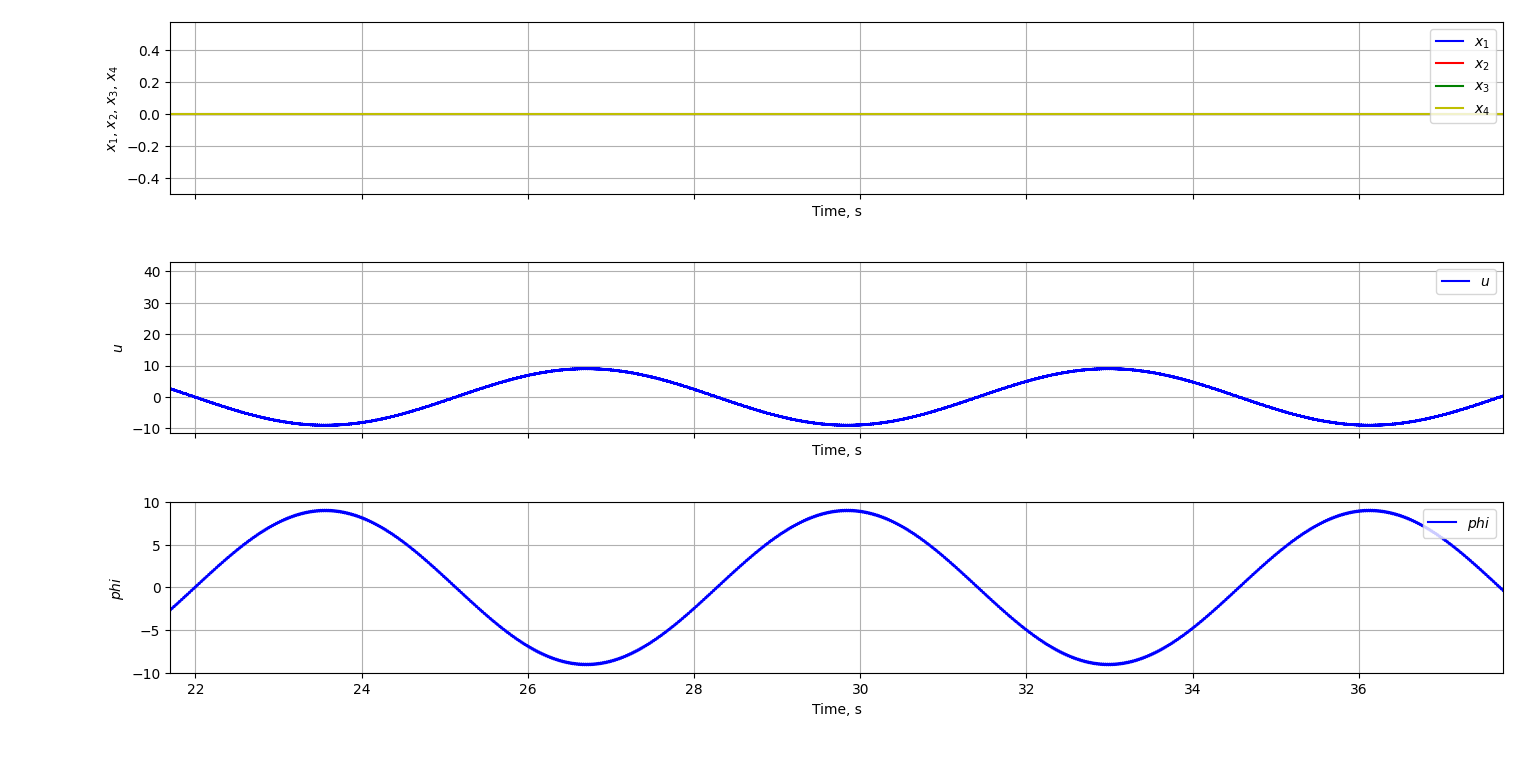 x₁, x₂, x₃, x₄
0.4
0.2
0.0
−0.2
−0.4
x₁
x₂
x₃
x₄
Time, s
u
40
30
20
10
0
−10
u
Time, s
phi
10
5
0
−5
−10
phi
22 24 26 28 30 32 34 36
Time, s